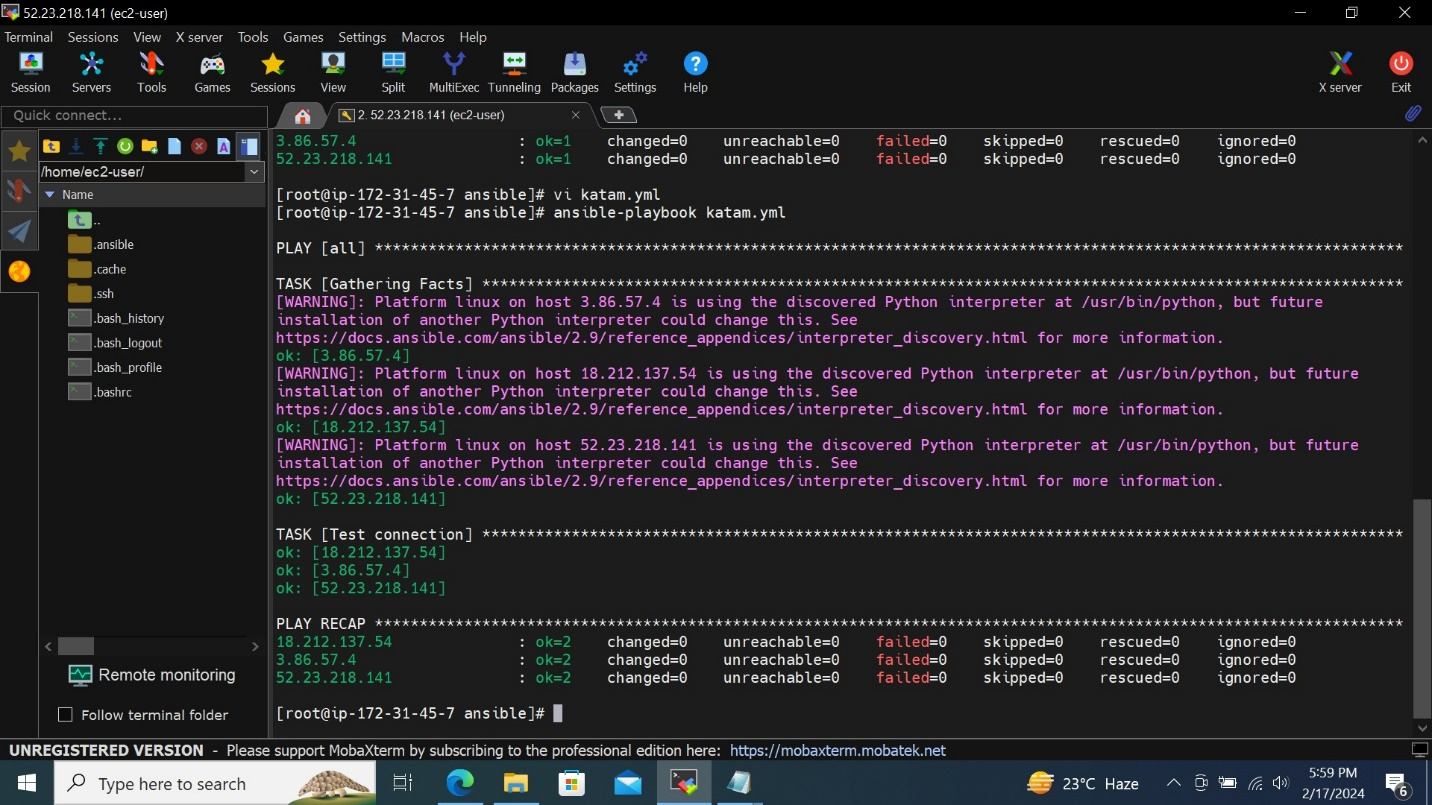 52.23.218.141 (ec2-user)
Terminal Sessions View X server Tools Games Settings Macros Help
Session Servers Tools Games Sessions View Split MultiExec Tunneling Packages Settings Help X server Exit
Quick connect...
2. 52.23.218.141 (ec2-user)
/home/ec2-user/
Name
..
.ansible
.cache
.ssh
.bash_history
.bash_logout
.bash_profile
.bashrc
Remote monitoring
Follow terminal folder
3.86.57.4 : ok=1 changed=0 unreachable=0 failed=0 skipped=0 rescued=0 ignored=0
52.23.218.141 : ok=1 changed=0 unreachable=0 failed=0 skipped=0 rescued=0 ignored=0
[root@ip-172-31-45-7 ansible]# vi katam.yml
[root@ip-172-31-45-7 ansible]# ansible-playbook katam.yml
PLAY [all] *******************************************************************************************************************
TASK [Gathering Facts] *******************************************************************************************************
[WARNING]: Platform linux on host 3.86.57.4 is using the discovered Python interpreter at /usr/bin/python, but future
installation of another Python interpreter could change this. See
https://docs.ansible.com/ansible/2.9/reference_appendices/interpreter_discovery.html for more information.
ok: [3.86.57.4]
[WARNING]: Platform linux on host 18.212.137.54 is using the discovered Python interpreter at /usr/bin/python, but future
installation of another Python interpreter could change this. See
https://docs.ansible.com/ansible/2.9/reference_appendices/interpreter_discovery.html for more information.
ok: [18.212.137.54]
[WARNING]: Platform linux on host 52.23.218.141 is using the discovered Python interpreter at /usr/bin/python, but future
installation of another Python interpreter could change this. See
https://docs.ansible.com/ansible/2.9/reference_appendices/interpreter_discovery.html for more information.
ok: [52.23.218.141]
TASK [Test connection] *******************************************************************************************************
ok: [18.212.137.54]
ok: [3.86.57.4]
ok: [52.23.218.141]
PLAY RECAP *******************************************************************************************************************
18.212.137.54 : ok=2 changed=0 unreachable=0 failed=0 skipped=0 rescued=0 ignored=0
3.86.57.4 : ok=2 changed=0 unreachable=0 failed=0 skipped=0 rescued=0 ignored=0
52.23.218.141 : ok=2 changed=0 unreachable=0 failed=0 skipped=0 rescued=0 ignored=0
[root@ip-172-31-45-7 ansible]#
UNREGISTERED VERSION - Please support MobaXterm by subscribing to the professional edition here: https://mobaxterm.mobatek.net
Type here to search
23°C Haze
5:59 PM
2/17/2024
6